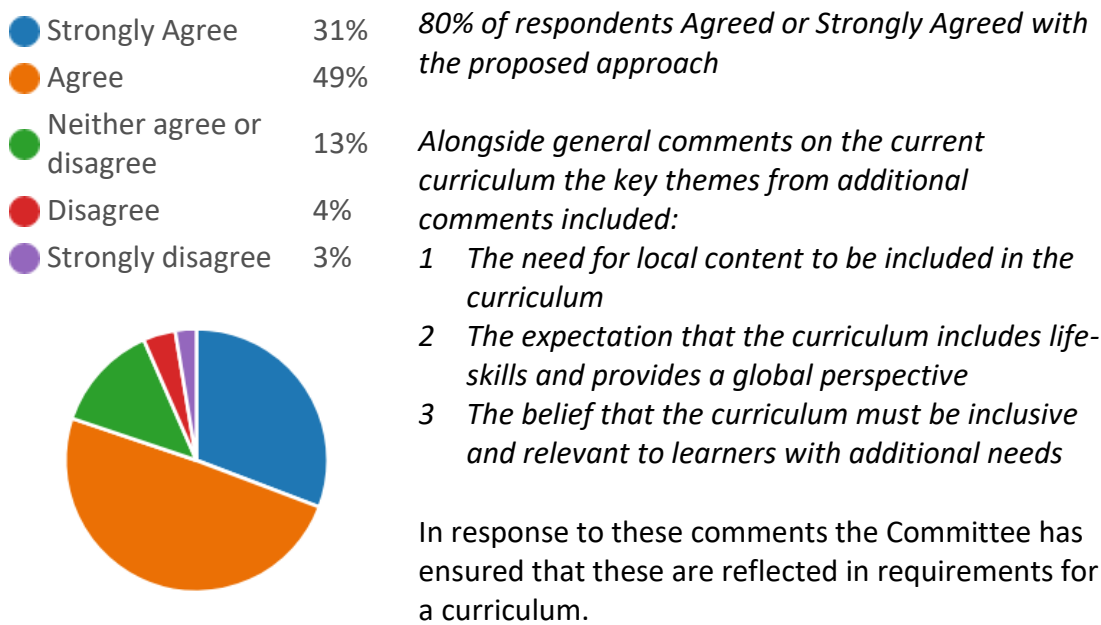 Strongly Agree 31%
Agree 49%
Neither agree or
disagree 13%
Disagree 4%
Strongly disagree 3%
80% of respondents Agreed or Strongly Agreed with
the proposed approach
Alongside general comments on the current
curriculum the key themes from additional
comments included:
1 The need for local content to be included in the
curriculum
2 The expectation that the curriculum includes life-
skills and provides a global perspective
3 The belief that the curriculum must be inclusive
and relevant to learners with additional needs
In response to these comments the Committee has
ensured that these are reflected in requirements for
a curriculum.